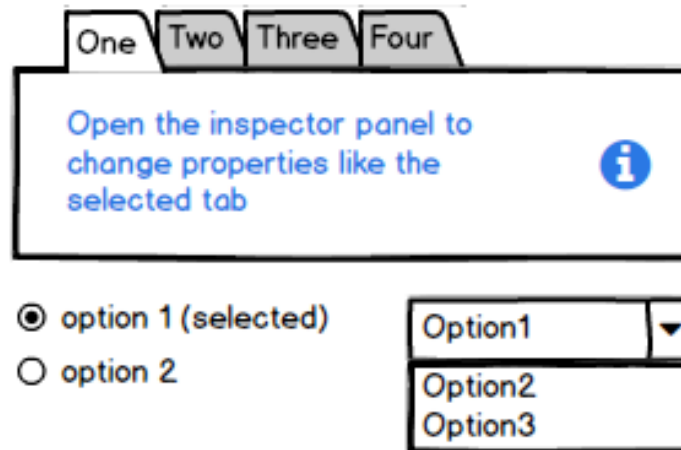 One Two Three Four
Open the inspector panel to
change properties like the
selected tab
option 1 (selected)
option 2
Option1
Option2
Option3